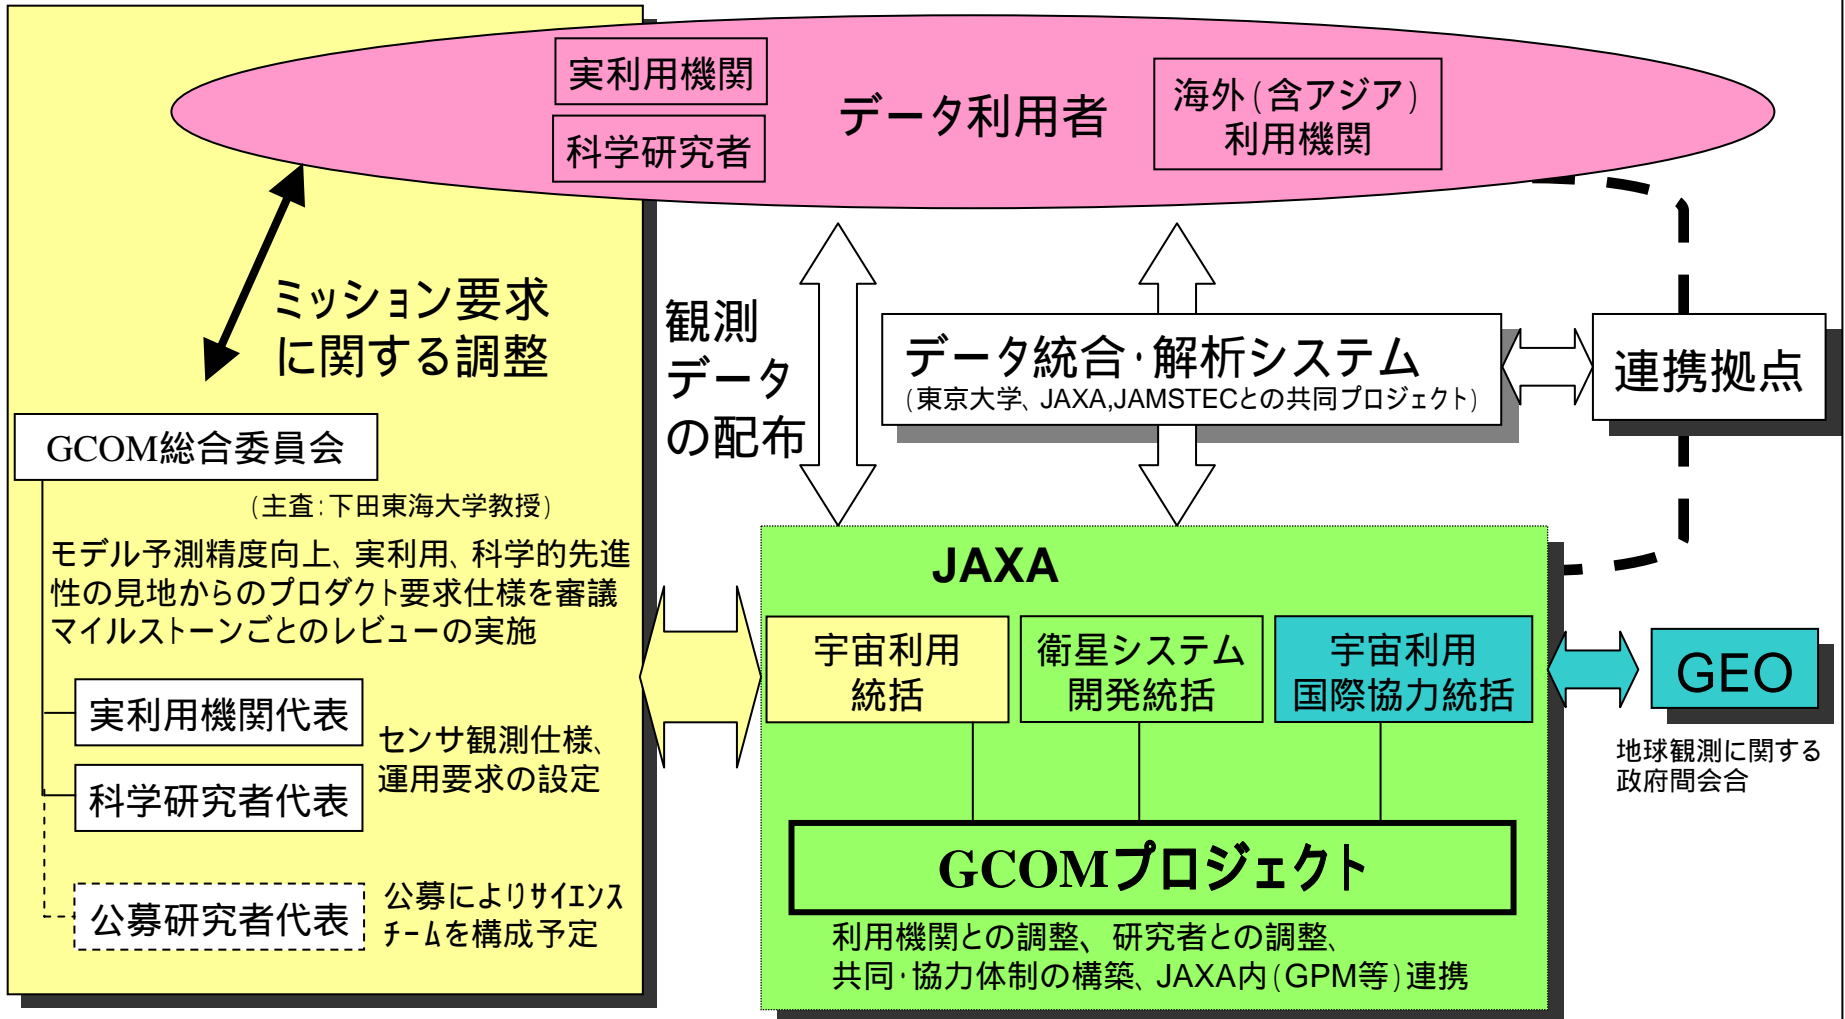 実利用機関
科学研究者
データ利用者
海外(含アジア)
利用機関
ミッション要求
に関する調整
観測
データ
の配布
データ統合・解析システム
(東京大学、JAXA,JAMSTECとの共同プロジェクト)
連携拠点
GCOM総合委員会
(主査:下田東海大学教授)
モデル予測精度向上、実利用、科学的先進
性の見地からのプロダクト要求仕様を審議
マイルストーンごとのレビューの実施
実利用機関代表
科学研究者代表
センサ観測仕様、
運用要求の設定
公募研究者代表
公募によりサイエンス
チームを構成予定
JAXA
宇宙利用
統括
衛星システム
開発統括
宇宙利用
国際協力統括
GEO
地球観測に関する
政府間会合
GCOMプロジェクト
利用機関との調整、研究者との調整、
共同・協力体制の構築、JAXA内(GPM等)連携